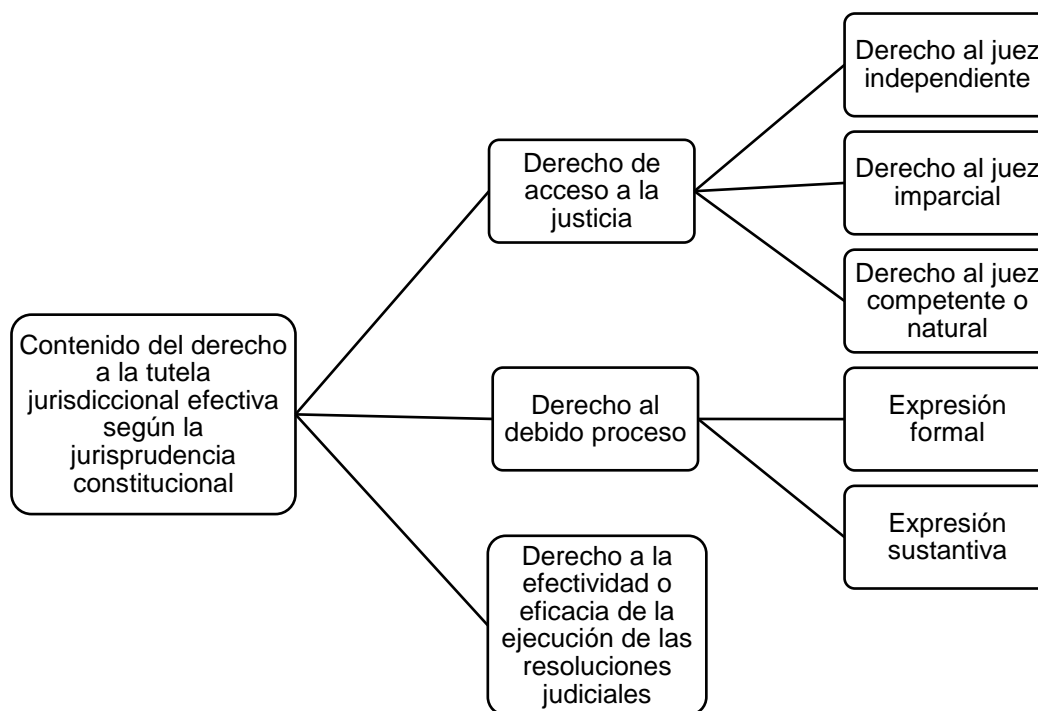 Contenido del derecho
a la tutela
jurisdiccional efectiva
según la
jurisprudencia
constitucional
Derecho de
acceso a la
justicia
Derecho al juez
independiente
Derecho al juez
imparcial
Derecho al juez
competente o
natural
Derecho al
debido proceso
Expresión
formal
Expresión
sustantiva
Derecho a la
efectividad o
eficacia de la
ejecución de las
resoluciones
judiciales